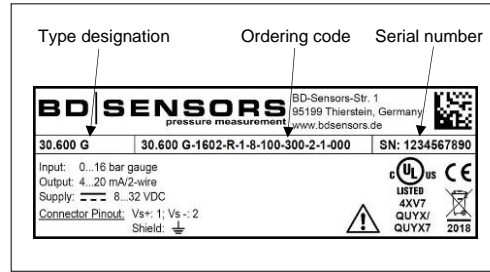 Type designation Ordering code Serial number
BD SENSORS
pressure measurement
BD-Sensors-Str. 1
95199 Thierstein, Germany
www.bdsensors.de
30.600 G 30.600 G-1602-R-1-8-100-300-2-1-000 SN: 1234567890
Input: 0...16 bar gauge
Output: 4...20 mA/2-wire
Supply: 8...32 VDC
Connector Pinout: Vs+: 1; Vs -: 2
Shield:
c UL us CE
LISTED
4XV7
QUYX/
QUYX7 2018